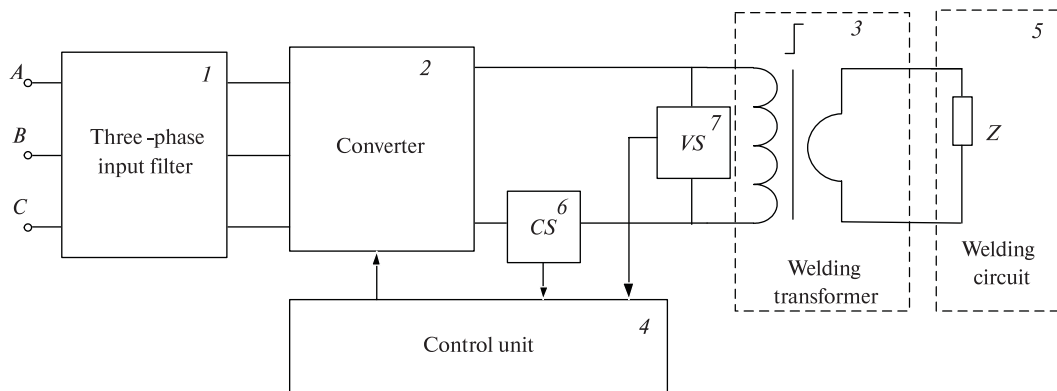 A
B
C
1
Three-phase
input filter
2
Converter
3
5
7
VS
Z
6
CS
Welding
transformer
Welding
circuit
4
Control unit